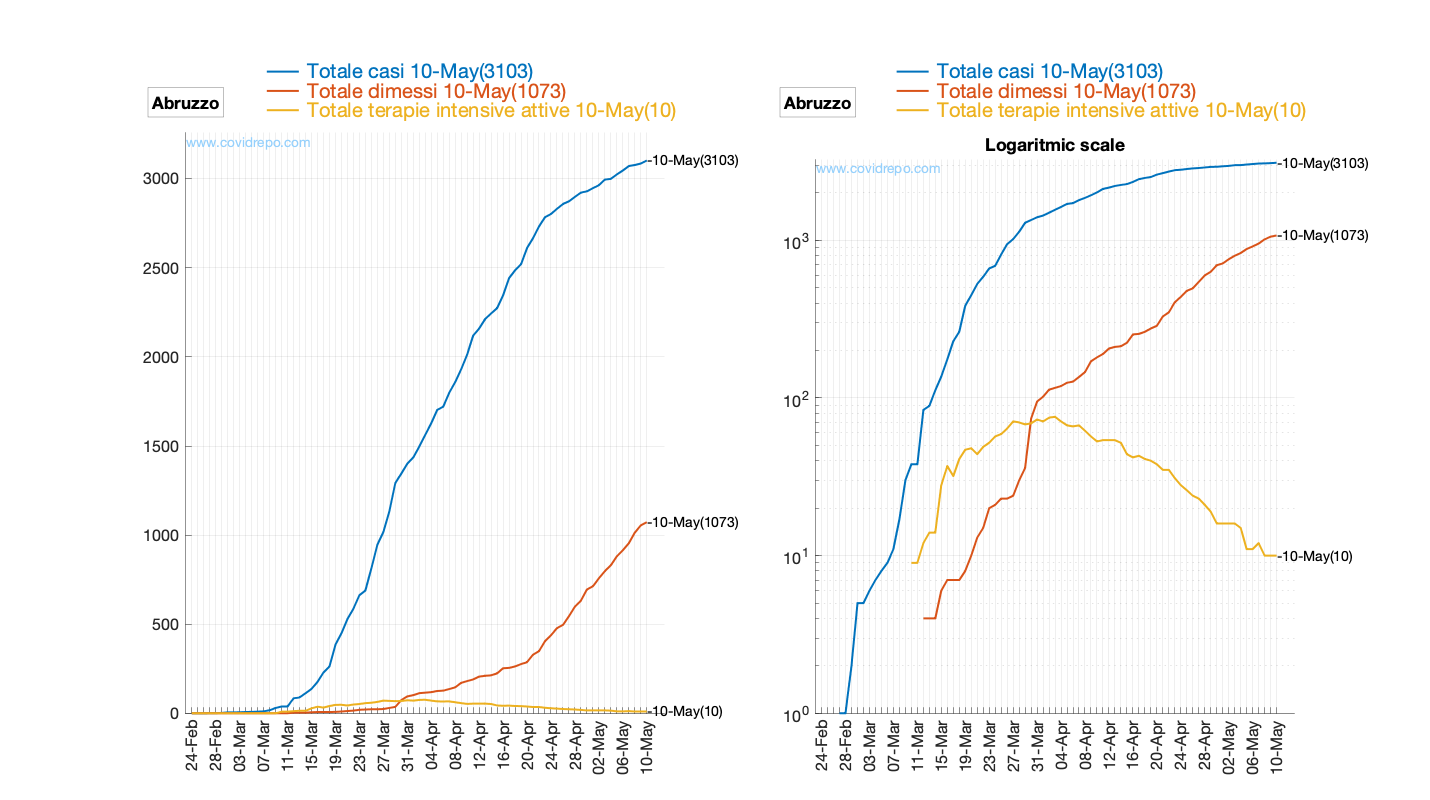 Totale casi 10-May(3103)
Totale dimessi 10-May(1073)
Totale terapie intensive attive 10-May(10)
Abruzzo
www.covidrepo.com
10-May(3103)
10-May(1073)
10-May(10)
3000
2500
2000
1500
1000
500
0
24-Feb
28-Feb
03-Mar
07-Mar
11-Mar
15-Mar
19-Mar
23-Mar
27-Mar
31-Mar
04-Apr
08-Apr
12-Apr
16-Apr
20-Apr
24-Apr
28-Apr
02-May
06-May
10-May
Totale casi 10-May(3103)
Totale dimessi 10-May(1073)
Totale terapie intensive attive 10-May(10)
Abruzzo
Logaritmic scale
www.covidrepo.com
10-May(3103)
10-May(1073)
10-May(10)
10³
10²
10¹
10⁰
24-Feb
28-Feb
03-Mar
07-Mar
11-Mar
15-Mar
19-Mar
23-Mar
27-Mar
31-Mar
04-Apr
08-Apr
12-Apr
16-Apr
20-Apr
24-Apr
28-Apr
02-May
06-May
10-May